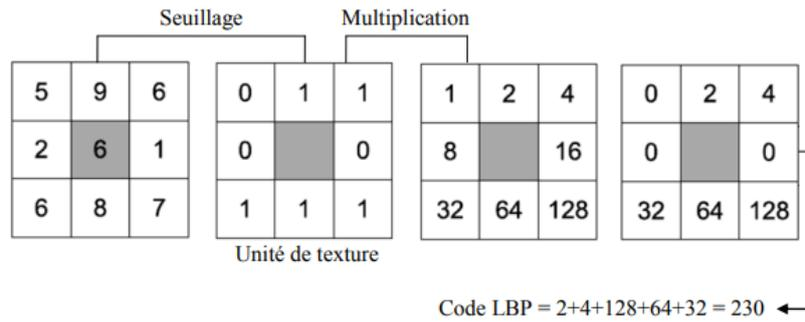 Seuillage Multiplication
5 9 6 0 1 1 1 2 4 0 2 4
2 6 1 0 0 8 16 0 0
6 8 7 1 1 1 32 64 128 32 64 128
Unité de texture
Code LBP = 2+4+128+64+32 = 230